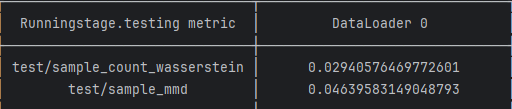 Runningstage.testing metric DataLoader 0
test/sample_count_wasserstein 0.02940576469772601
test/sample_mmd 0.04639583149048793